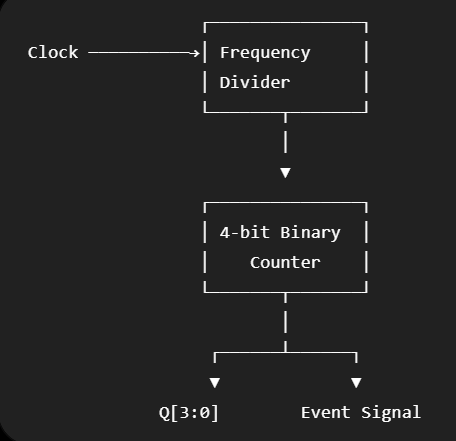 Clock
Frequency
Divider
4-bit Binary
Counter
Q[3:0]
Event Signal